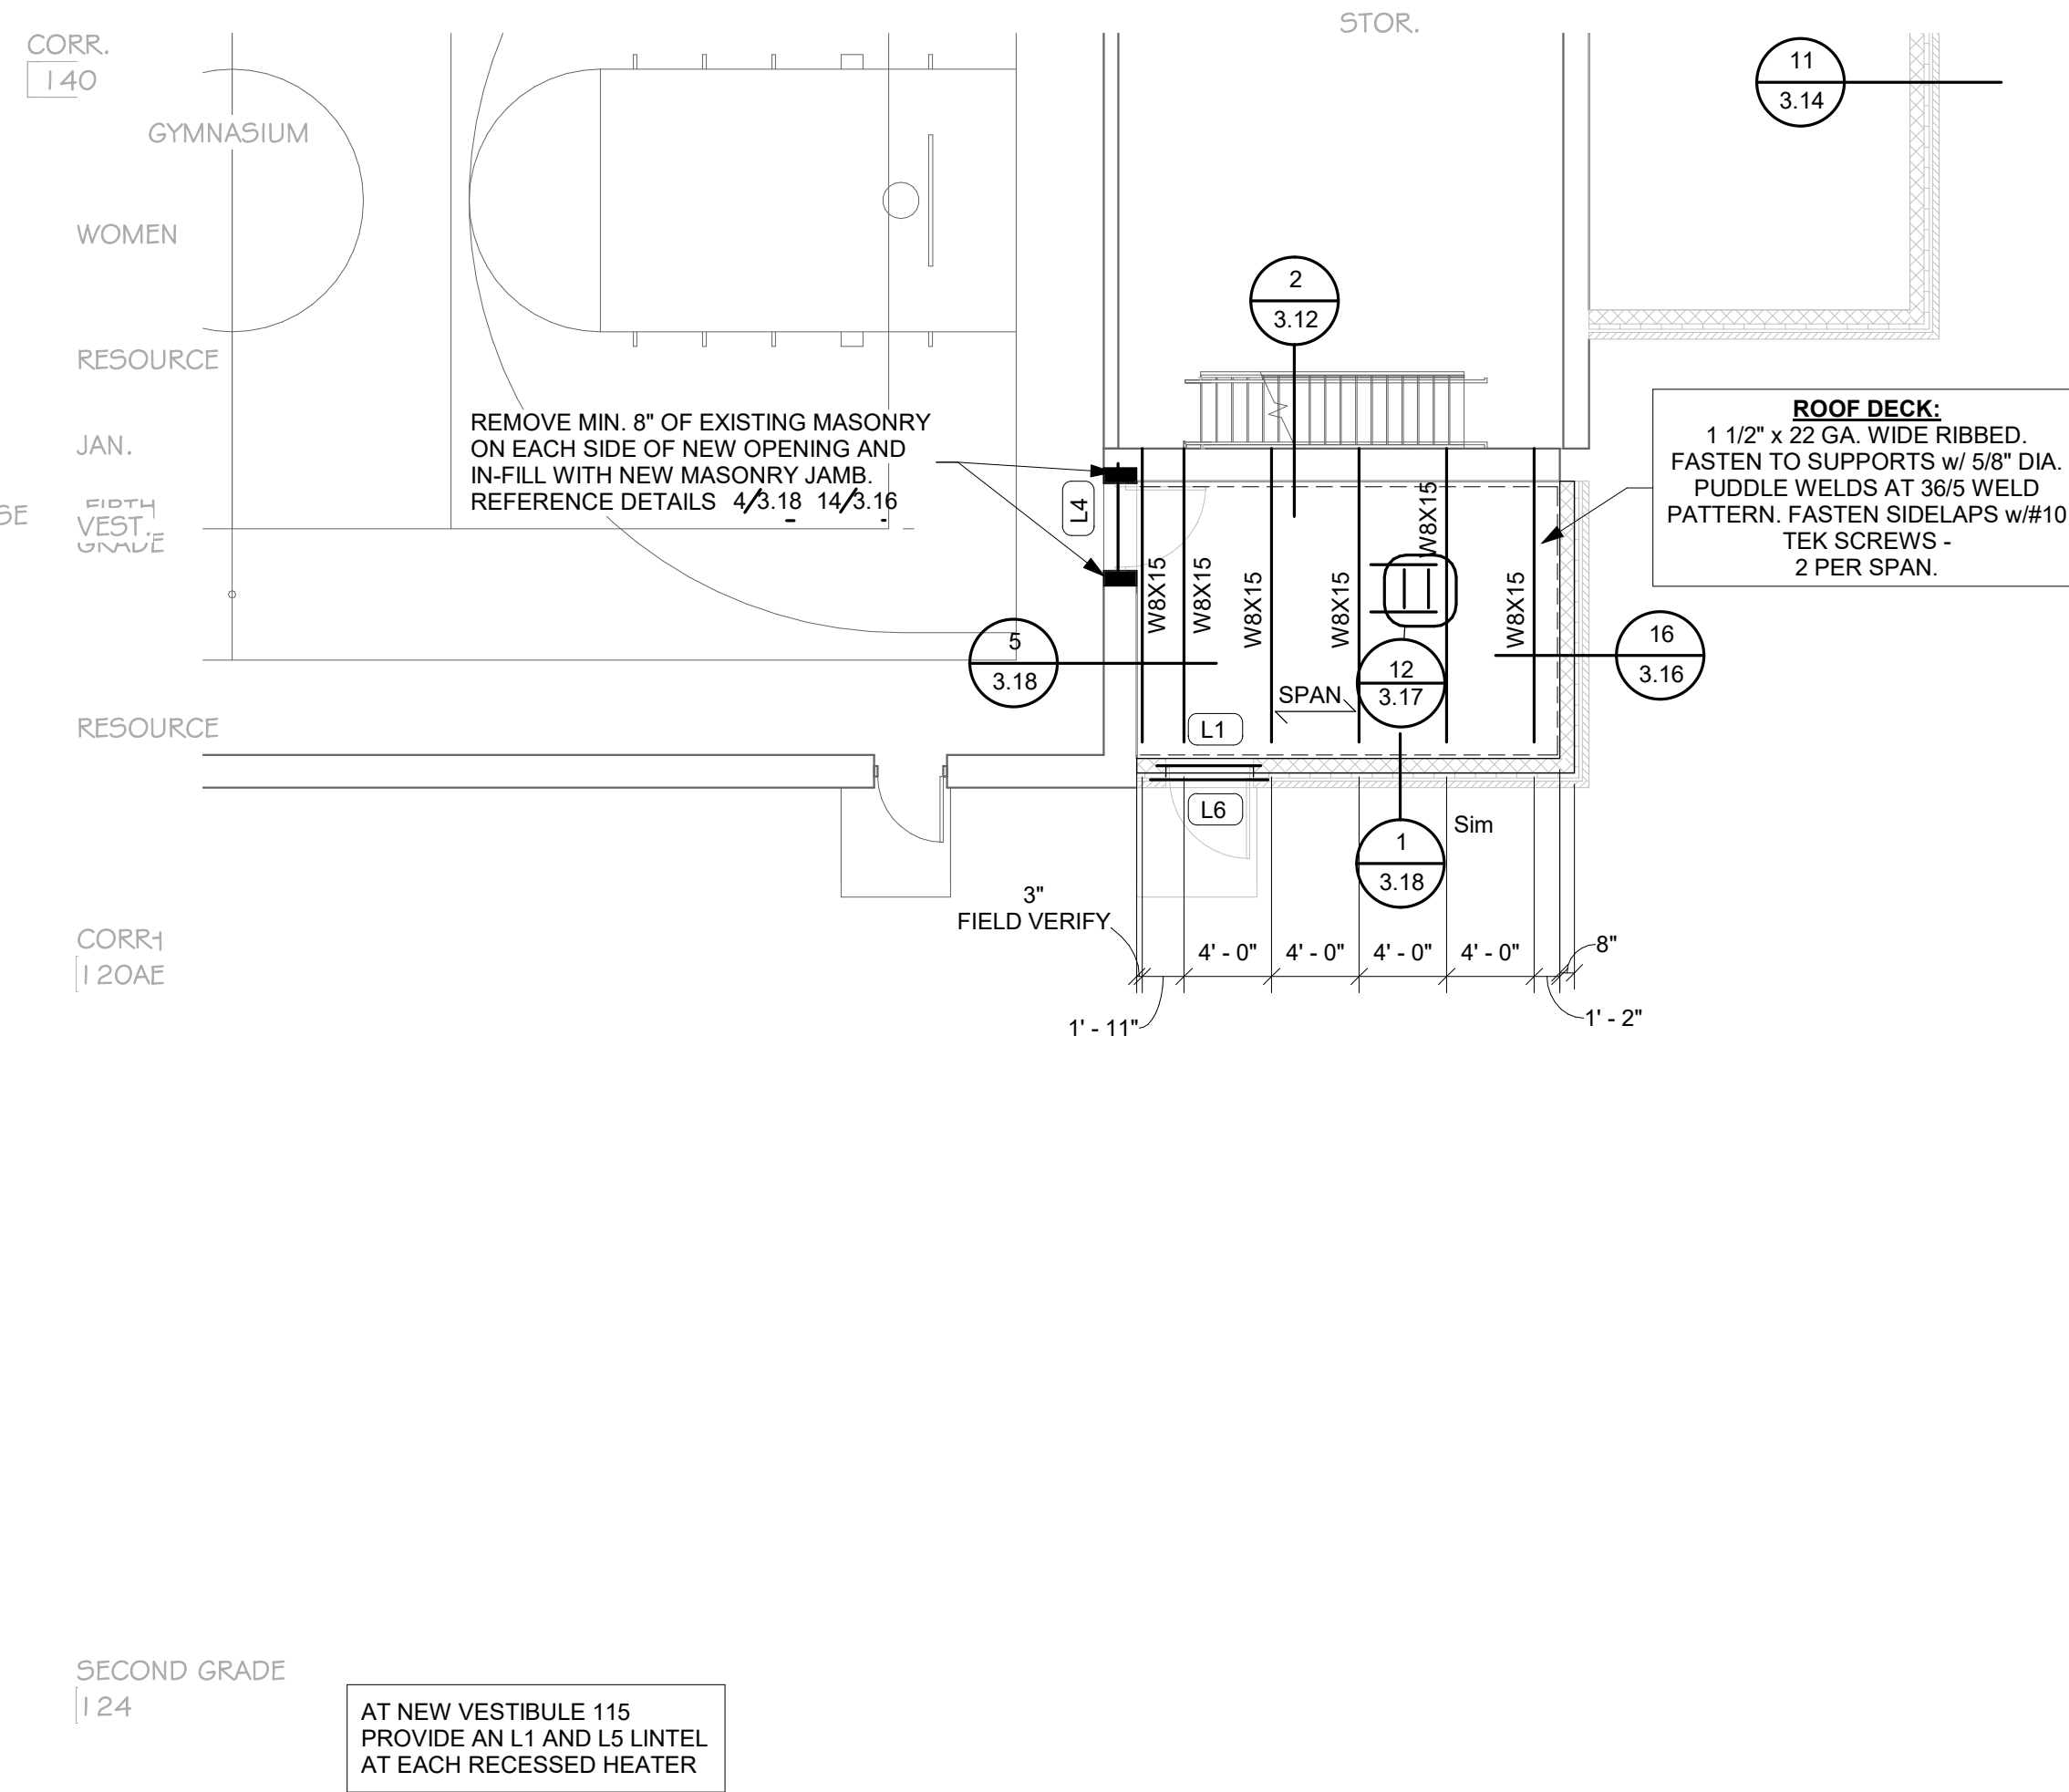 STOR.
CORR.
140
11
3.14
GYMNASIUM
WOMEN
2
3.12
RESOURCE
REMOVE MIN. 8" OF EXISTING MASONRY
ON EACH SIDE OF NEW OPENING AND
IN-FILL WITH NEW MASONRY JAMB.
REFERENCE DETAILS 4/3.18 14/3.16
ROOF DECK:
1 1/2" x 22 GA. WIDE RIBBED.
FASTEN TO SUPPORTS w/ 5/8" DIA.
PUDDLE WELDS AT 36/5 WELD
PATTERN. FASTEN SIDELAPS w/#10
TEK SCREWS -
2 PER SPAN.
JAN.
SE
VEST.
GRADE
L4
W8X15
W8X15
W8X15
W8X15
W8X15
W8X15
5
3.18
12
3.17
16
3.16
SPAN
RESOURCE
L1
L6
Sim
1
3.18
3"
FIELD VERIFY
4' - 0"
4' - 0"
4' - 0"
4' - 0"
8"
1' - 11"
1' - 2"
CORR
120AE
SECOND GRADE
124
AT NEW VESTIBULE 115
PROVIDE AN L1 AND L5 LINTEL
AT EACH RECESSED HEATER